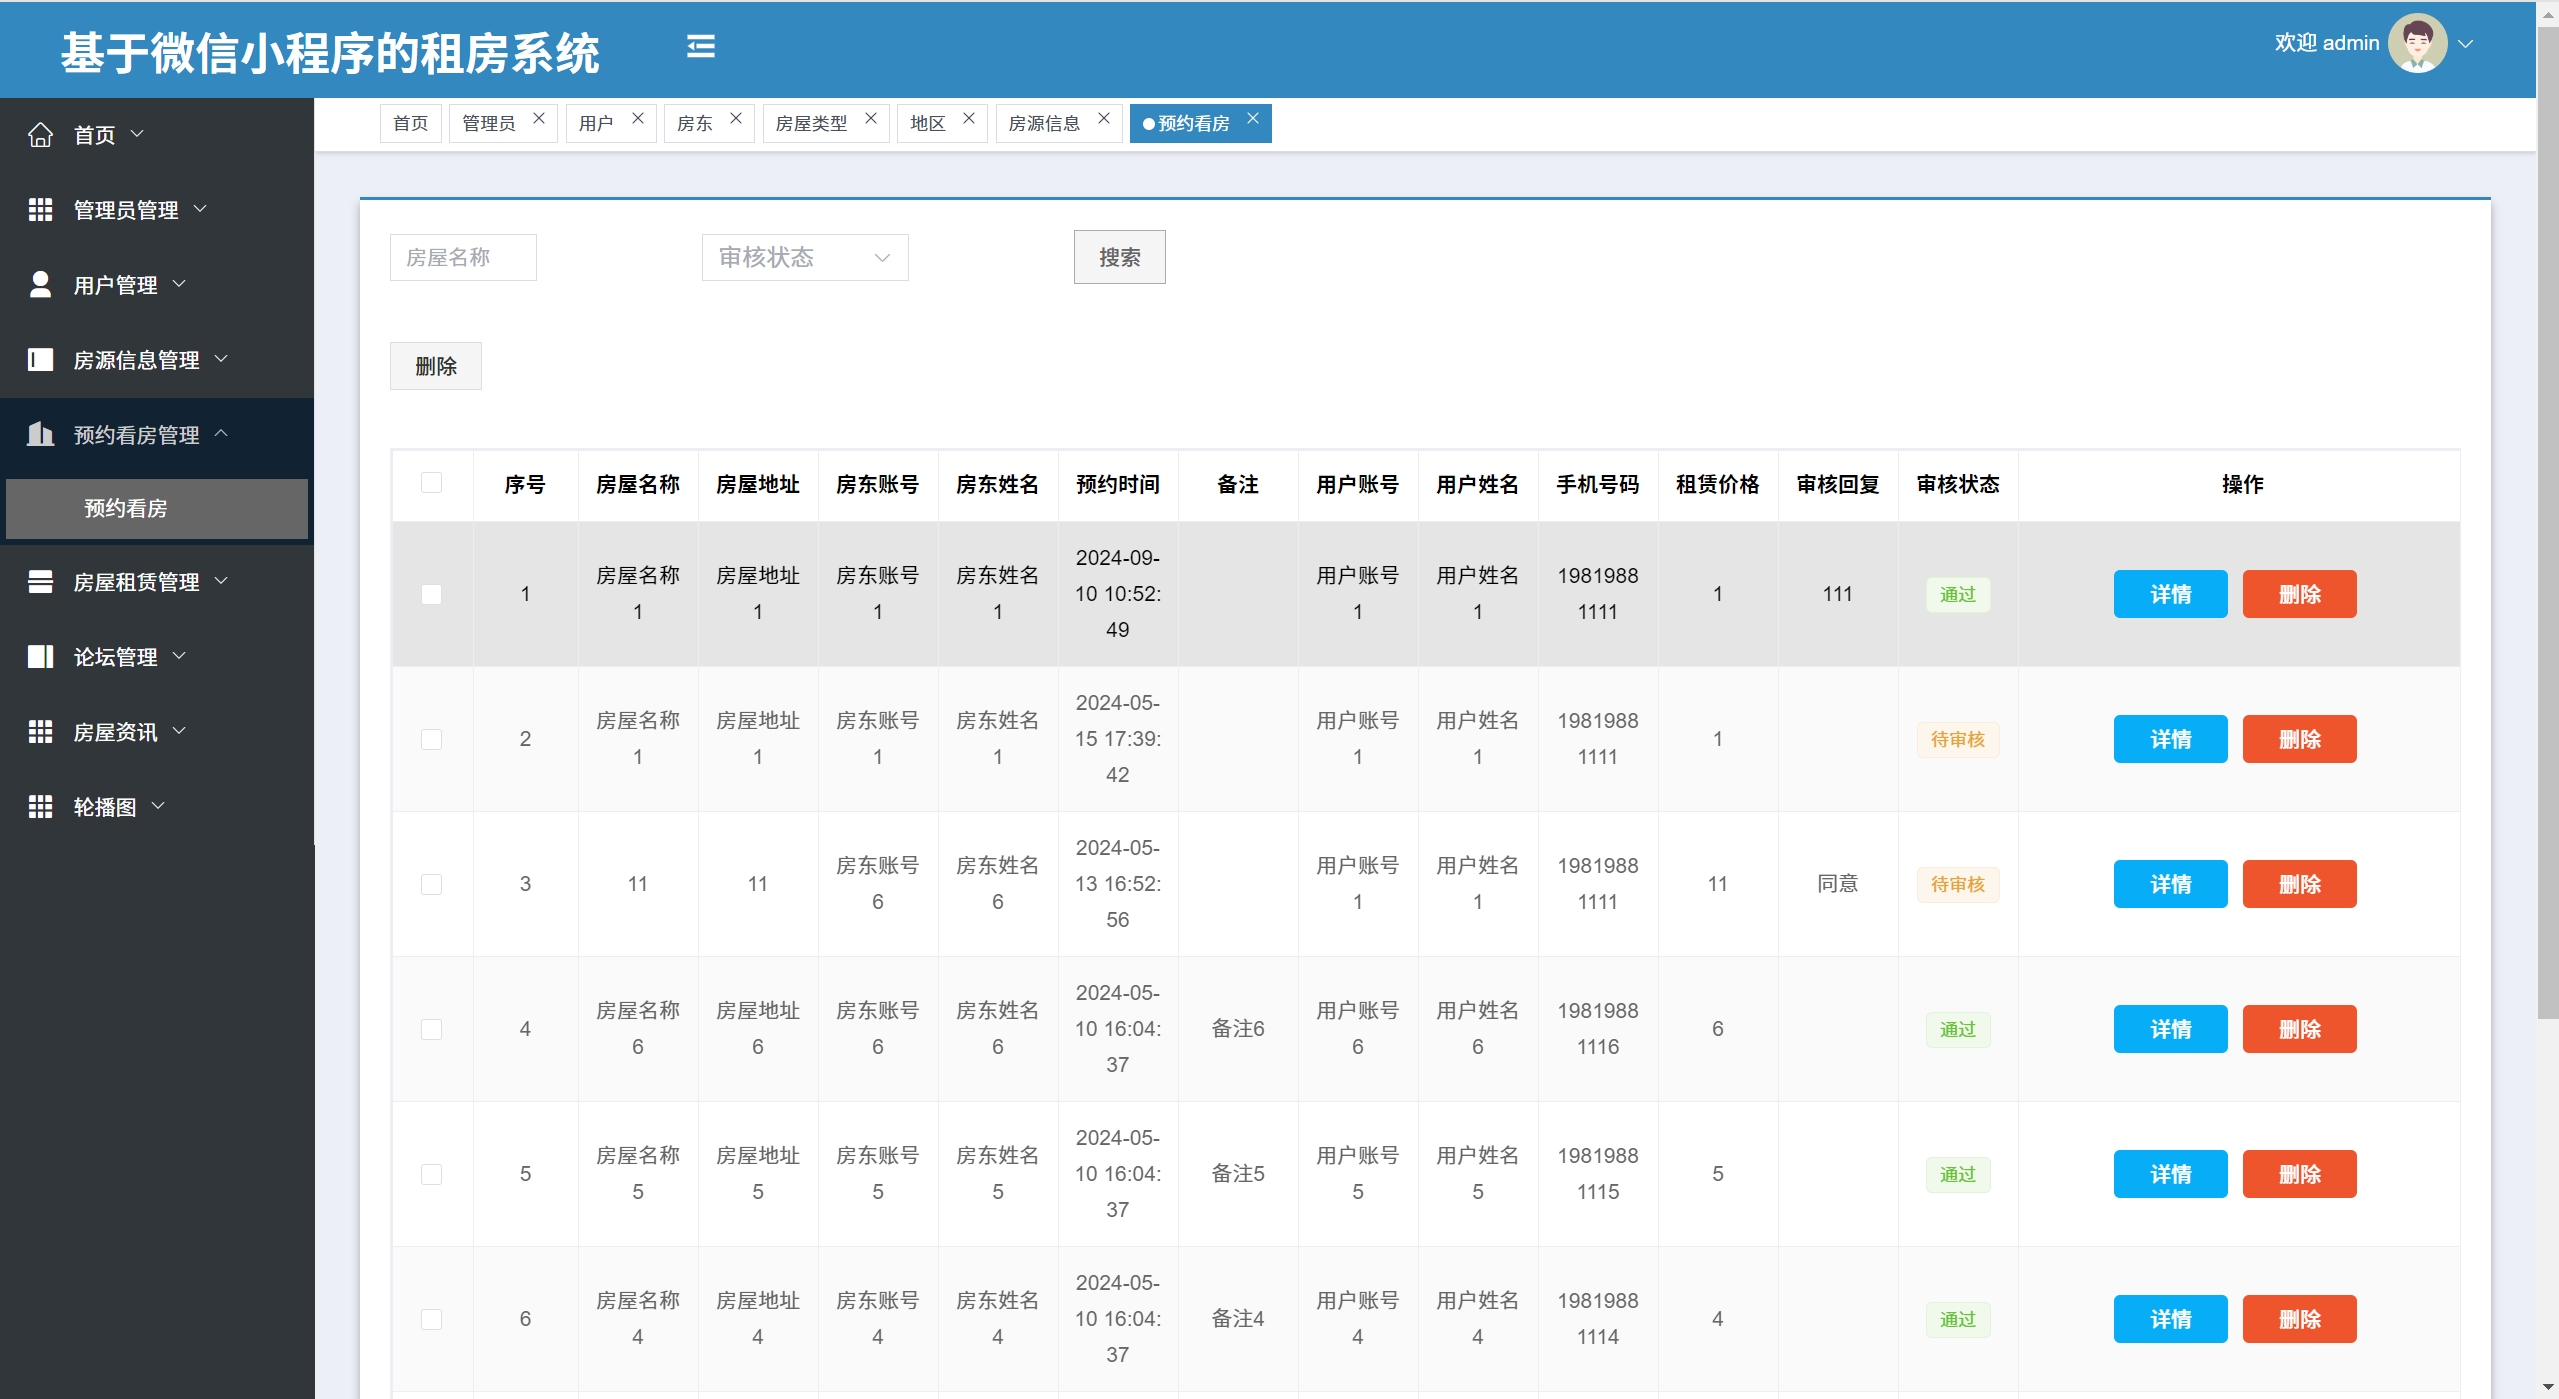 基于微信小程序的租房系统
欢迎 admin
首页 管理员 用户 房东 房屋类型 地区 房源信息 预约看房
首页
管理员管理
用户管理
房源信息管理
预约看房管理
预约看房
房屋租赁管理
论坛管理
房屋资讯
轮播图
房屋名称 审核状态 搜索
删除
序号 房屋名称 房屋地址 房东账号 房东姓名 预约时间 备注 用户账号 用户姓名 手机号码 租赁价格 审核回复 审核状态 操作
1 房屋名称1 房屋地址1 房东账号1 房东姓名1 2024-09-10 10:52:49 用户账号1 用户姓名1 19819881111 1 111 通过 详情 删除
2 房屋名称1 房屋地址1 房东账号1 房东姓名1 2024-05-15 17:39:42 用户账号1 用户姓名1 19819881111 1 待审核 详情 删除
3 11 11 房东账号6 房东姓名6 2024-05-13 16:52:56 用户账号1 用户姓名1 19819881111 11 同意 待审核 详情 删除
4 房屋名称6 房屋地址6 房东账号6 房东姓名6 2024-05-10 16:04:37 备注6 用户账号6 用户姓名6 19819881116 6 通过 详情 删除
5 房屋名称5 房屋地址5 房东账号5 房东姓名5 2024-05-10 16:04:37 备注5 用户账号5 用户姓名5 19819881115 5 通过 详情 删除
6 房屋名称4 房屋地址4 房东账号4 房东姓名4 2024-05-10 16:04:37 备注4 用户账号4 用户姓名4 19819881114 4 通过 详情 删除